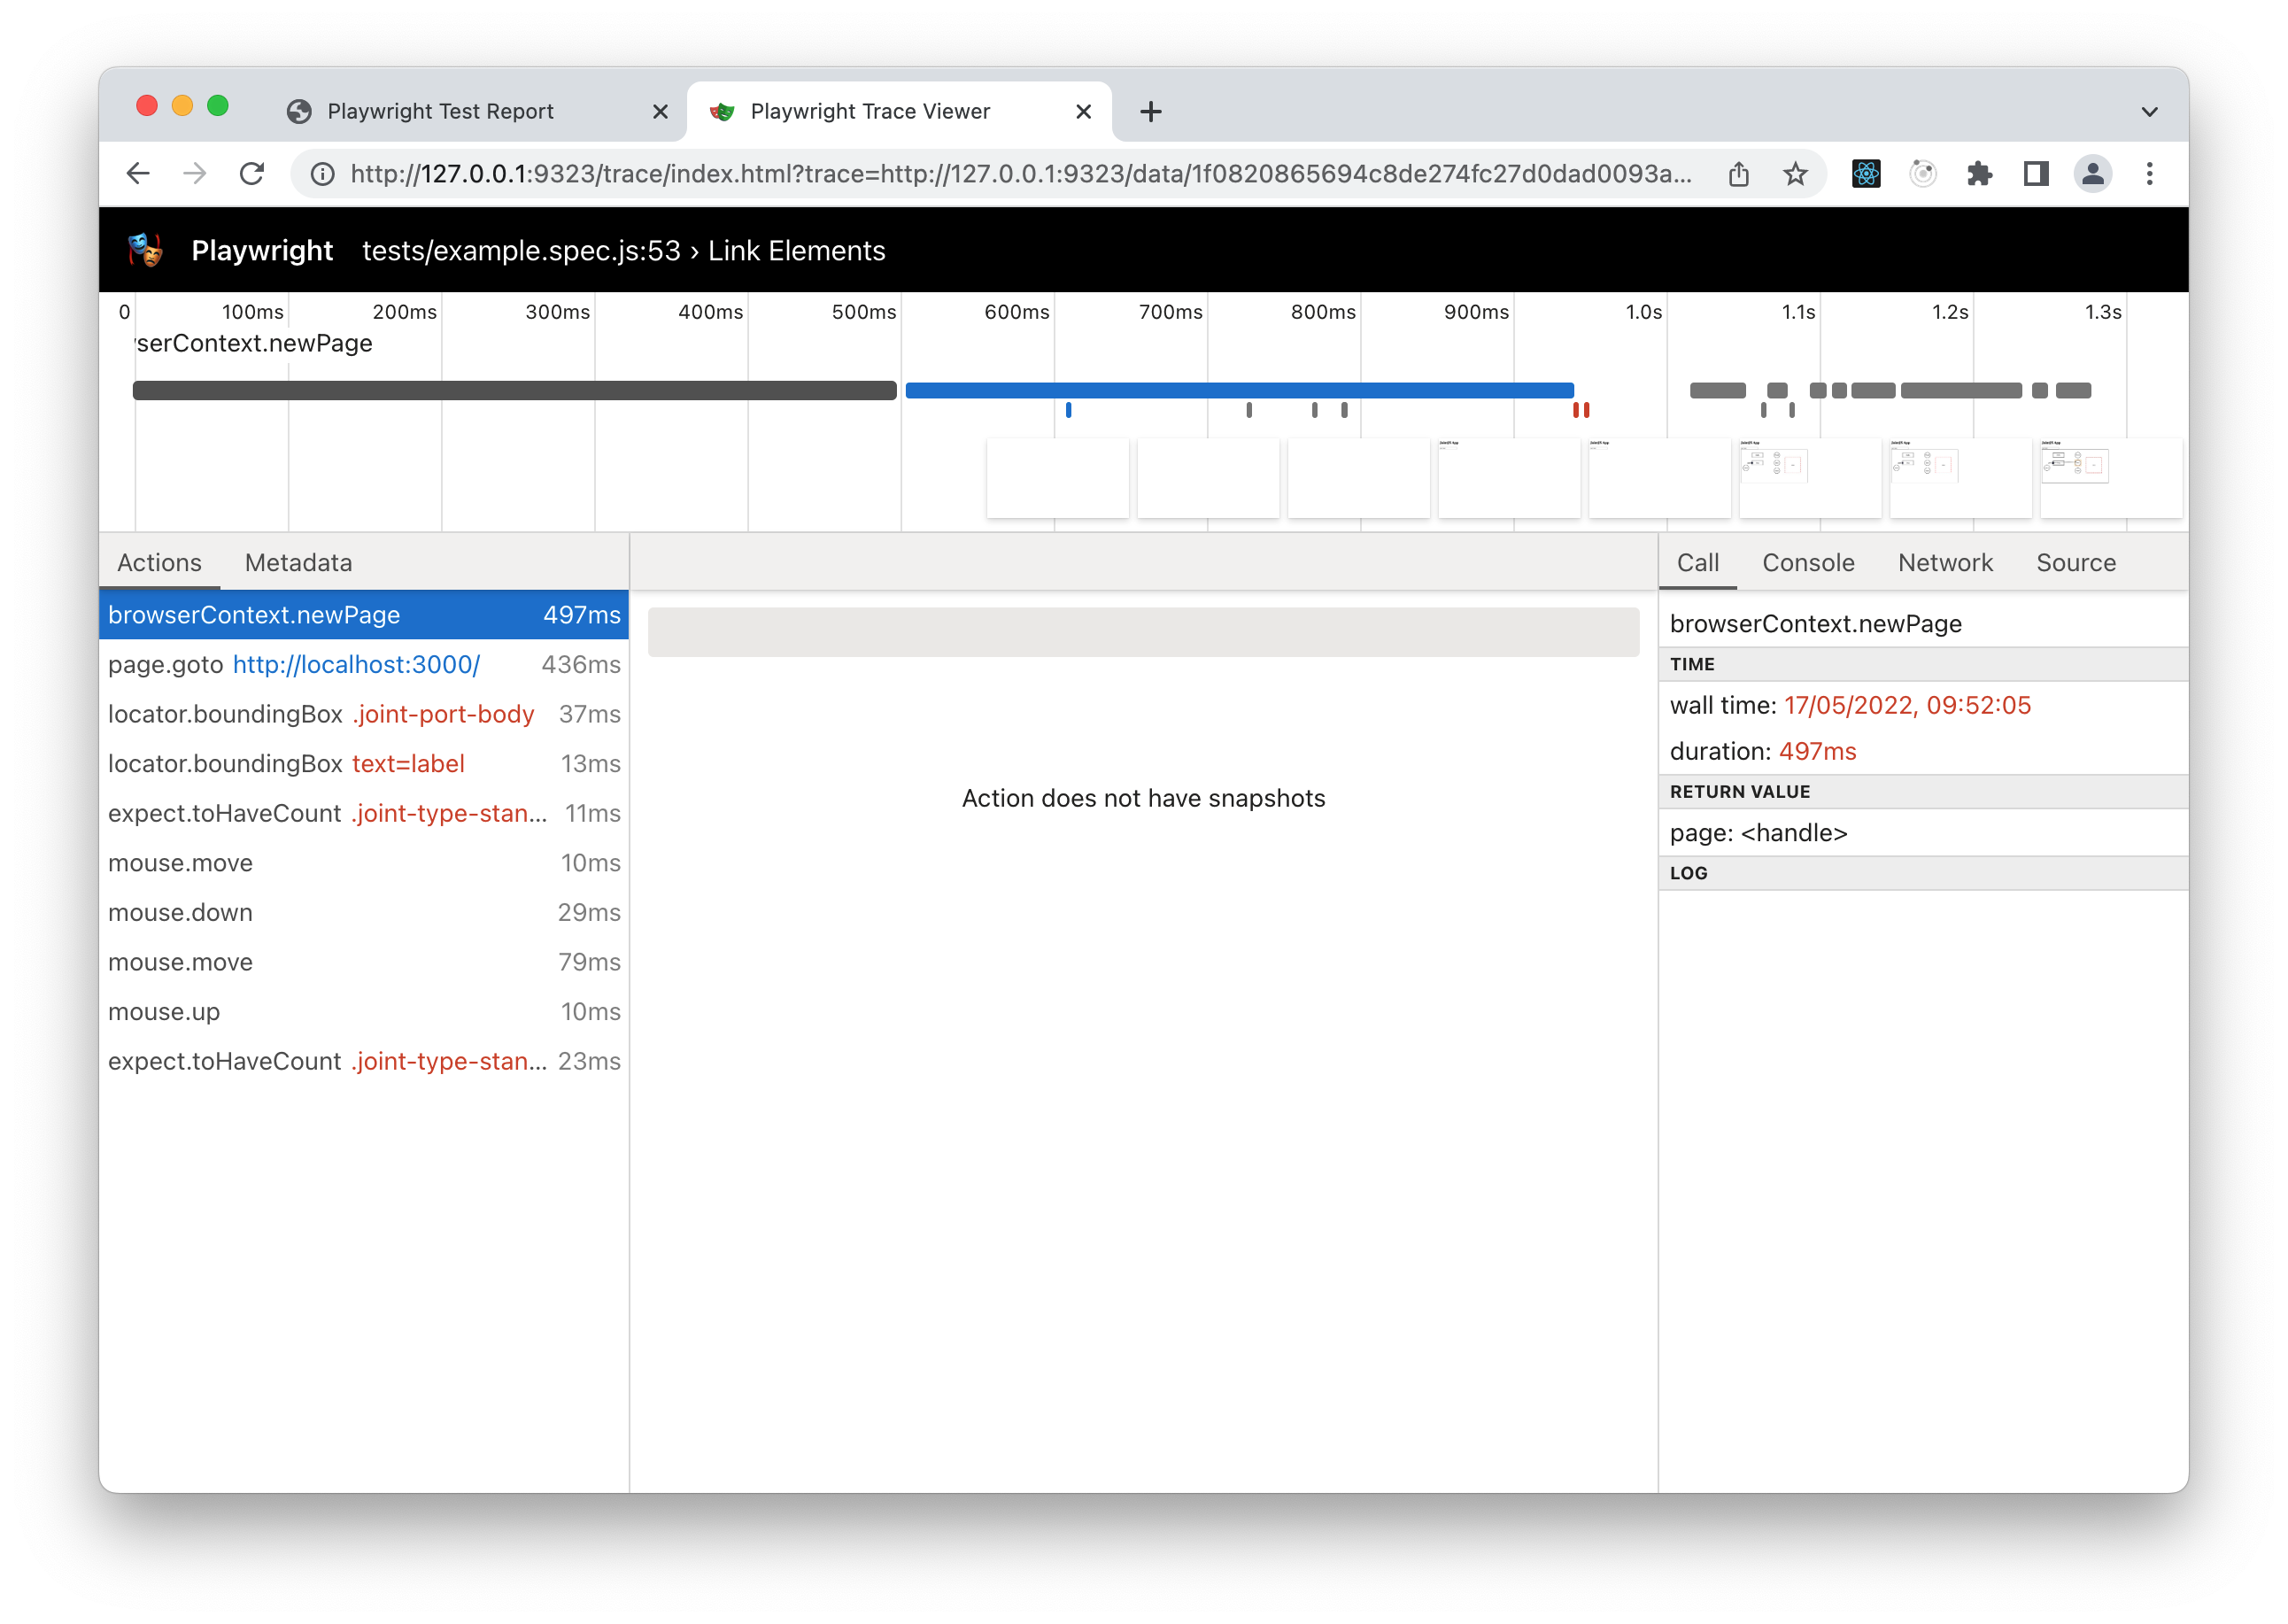 Playwright Test Report
Playwright Trace Viewer
http://127.0.0.1:9323/trace/index.html?trace=http://127.0.0.1:9323/data/1f0820865694c8de274fc27d0dad0093a...
Playwright tests/example.spec.js:53 › Link Elements
0 100ms 200ms 300ms 400ms 500ms 600ms 700ms 800ms 900ms 1.0s 1.1s 1.2s 1.3s
serContext.newPage
Actions Metadata
Call Console Network Source
browserContext.newPage 497ms
page.goto http://localhost:3000/ 436ms
locator.boundingBox .joint-port-body 37ms
locator.boundingBox text=label 13ms
expect.toHaveCount .joint-type-stan... 11ms
mouse.move 10ms
mouse.down 29ms
mouse.move 79ms
mouse.up 10ms
expect.toHaveCount .joint-type-stan... 23ms
Action does not have snapshots
browserContext.newPage
TIME
wall time: 17/05/2022, 09:52:05
duration: 497ms
RETURN VALUE
page: <handle>
LOG